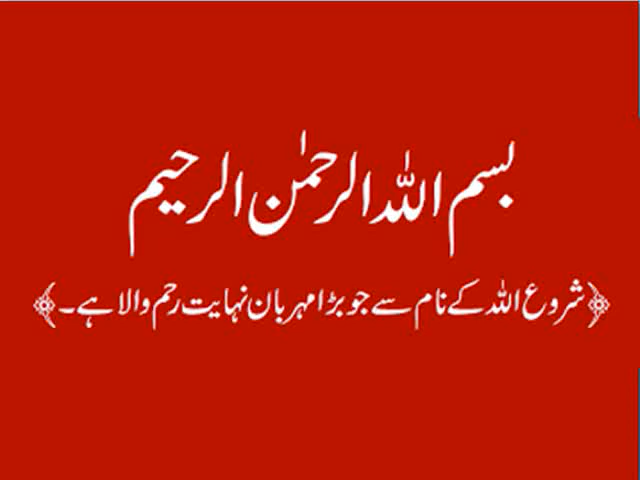 بسم اللہ الرحمٰن الرحیم
﴿شروع اللہ کے نام سے جو بڑا مہربان نہایت رحم والا ہے۔﴾